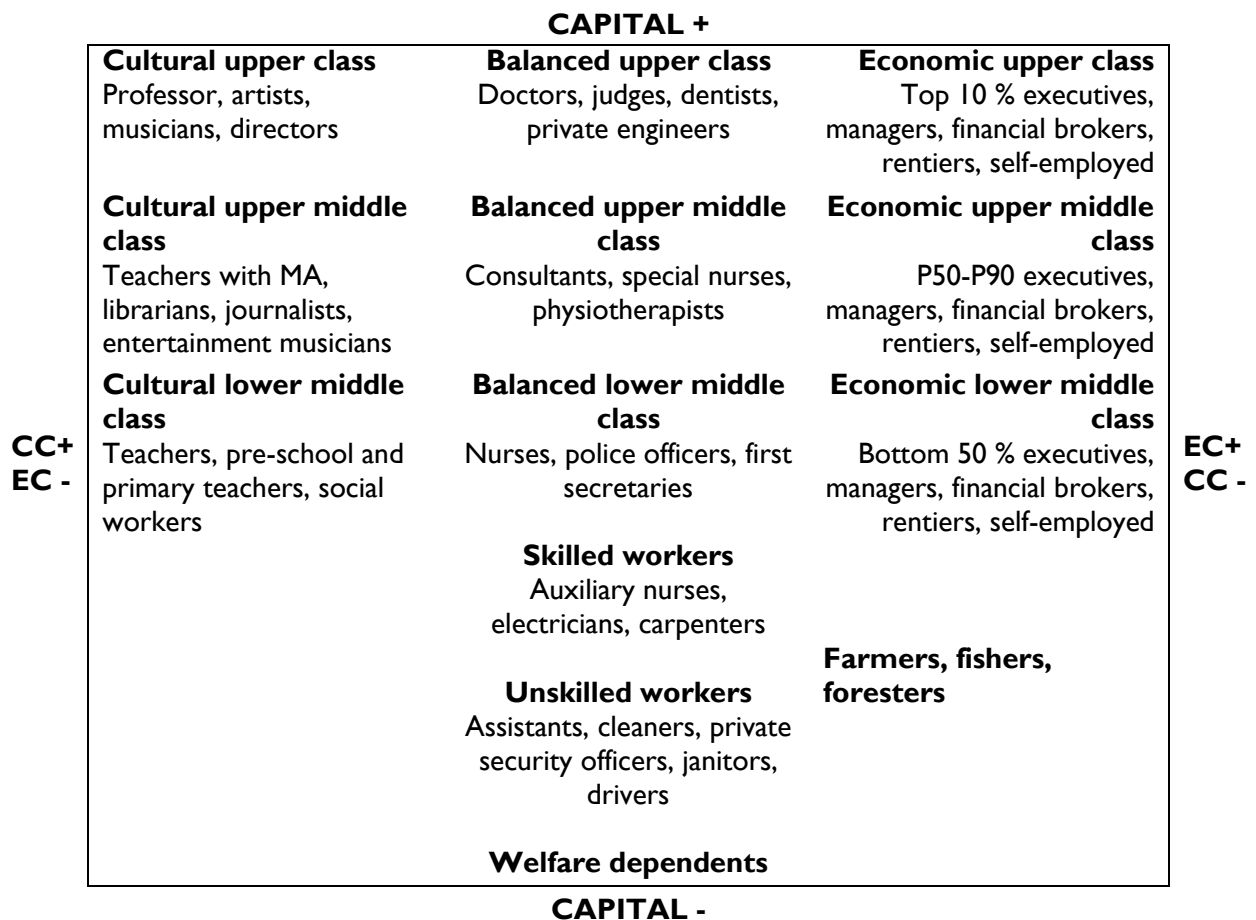 CAPITAL +
Cultural upper class
Professor, artists,
musicians, directors
Balanced upper class
Doctors, judges, dentists,
private engineers
Economic upper class
Top 10 % executives,
managers, financial brokers,
rentiers, self-employed
Cultural upper middle
class
Teachers with MA,
librarians, journalists,
entertainment musicians
Balanced upper middle
class
Consultants, special nurses,
physiotherapists
Economic upper middle
class
P50-P90 executives,
managers, financial brokers,
rentiers, self-employed
CC+
EC -
Cultural lower middle
class
Teachers, pre-school and
primary teachers, social
workers
Balanced lower middle
class
Nurses, police officers, first
secretaries
Economic lower middle
class
Bottom 50 % executives,
managers, financial brokers,
rentiers, self-employed
EC+
CC -
Skilled workers
Auxiliary nurses,
electricians, carpenters
Farmers, fishers,
foresters
Unskilled workers
Assistants, cleaners, private
security officers, janitors,
drivers
Welfare dependents
CAPITAL -